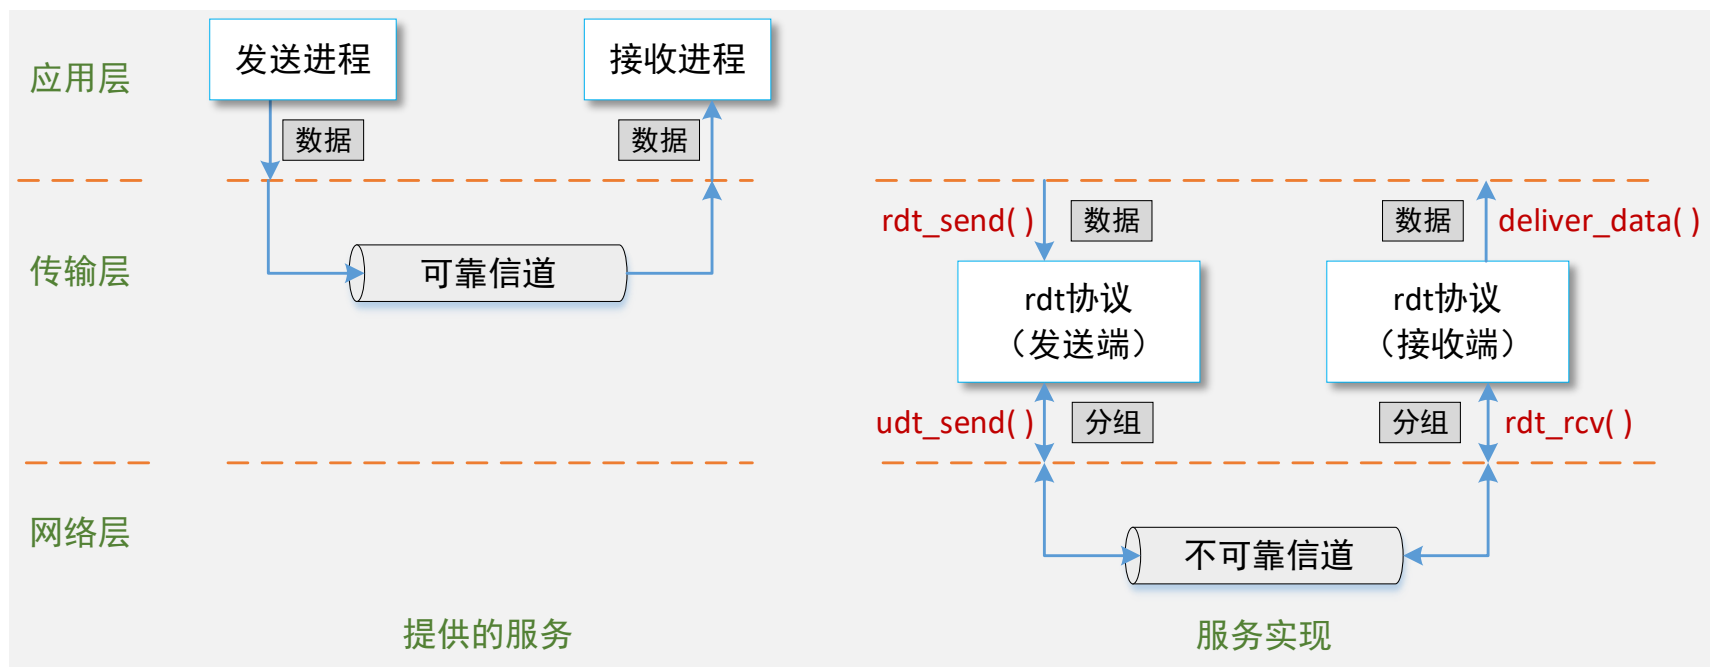 发送进程
接收进程
应用层
数据
数据
rdt_send( )
数据
数据
deliver_data( )
传输层
可靠信道
rdt协议
（发送端）
rdt协议
（接收端）
udt_send( )
分组
分组
rdt_rcv( )
网络层
不可靠信道
提供的服务
服务实现